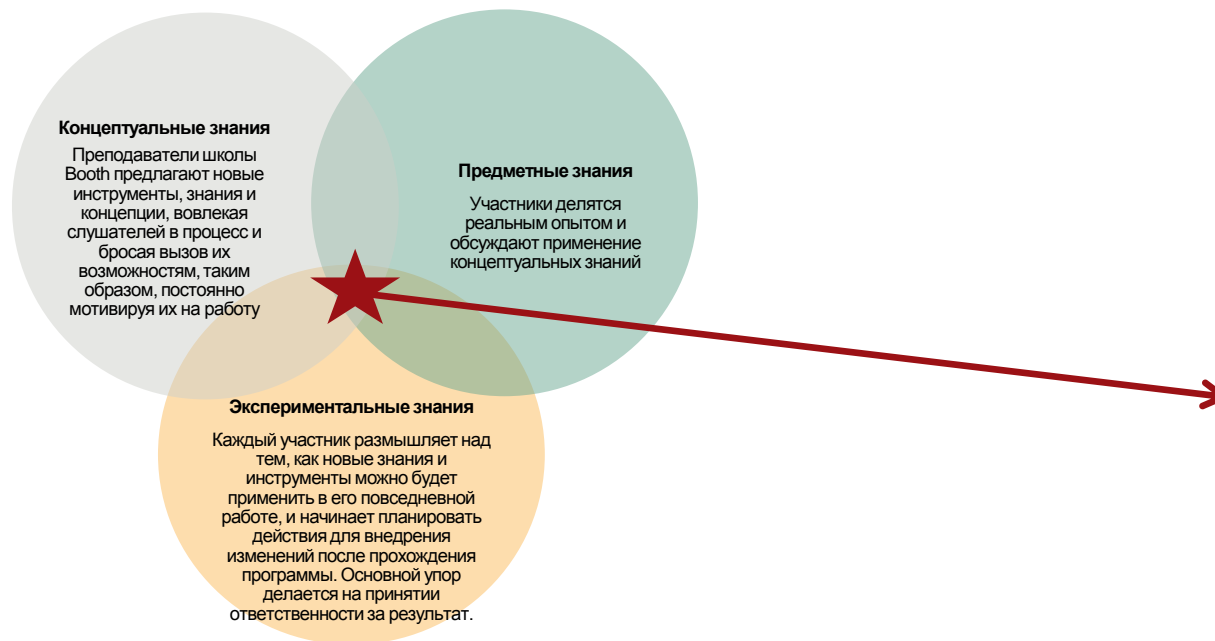 Концептуальные знания
Преподаватели школы
Booth предлагают новые
инструменты, знания и
концепции, вовлекая
слушателей в процесс и
бросая вызов их
возможностям, таким
образом, постоянно
мотивируя их на работу
Предметные знания
Участники делятся
реальным опытом и
обсуждают применение
концептуальных знаний
Экспериментальные знания
Каждый участник размышляет над
тем, как новые знания и
инструменты можно будет
применить в его повседневной
работе, и начинает планировать
действия для внедрения
изменений после прохождения
программы. Основной упор
делается на принятии
ответственности за результат.